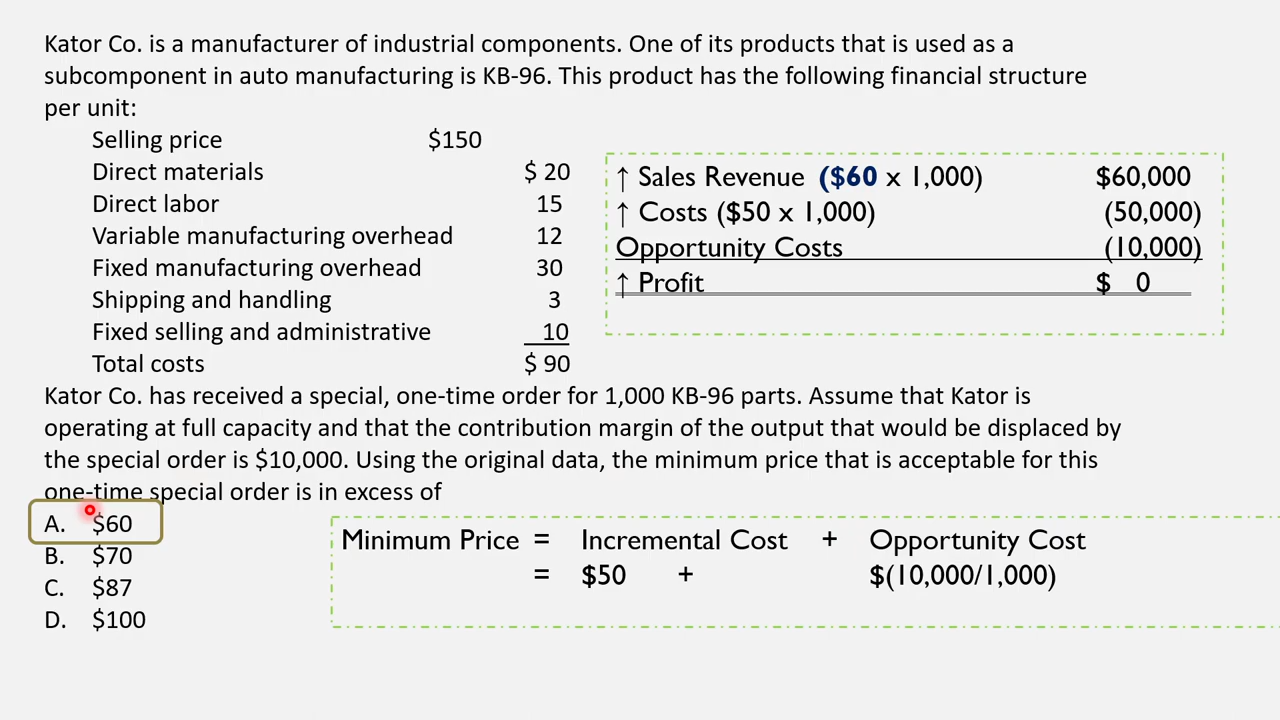 Kator Co. is a manufacturer of industrial components. One of its products that is used as a
subcomponent in auto manufacturing is KB-96. This product has the following financial structure
per unit:
Selling price $150
Direct materials $ 20
Direct labor 15
Variable manufacturing overhead 12
Fixed manufacturing overhead 30
Shipping and handling 3
Fixed selling and administrative 10
Total costs $ 90
↑ Sales Revenue ($60 x 1,000) $60,000
↑ Costs ($50 x 1,000) (50,000)
Opportunity Costs (10,000)
↑ Profit $ 0
Kator Co. has received a special, one-time order for 1,000 KB-96 parts. Assume that Kator is
operating at full capacity and that the contribution margin of the output that would be displaced by
the special order is $10,000. Using the original data, the minimum price that is acceptable for this
one-time special order is in excess of
A. $60
B. $70
C. $87
D. $100
Minimum Price = Incremental Cost + Opportunity Cost
= $50 + $(10,000/1,000)